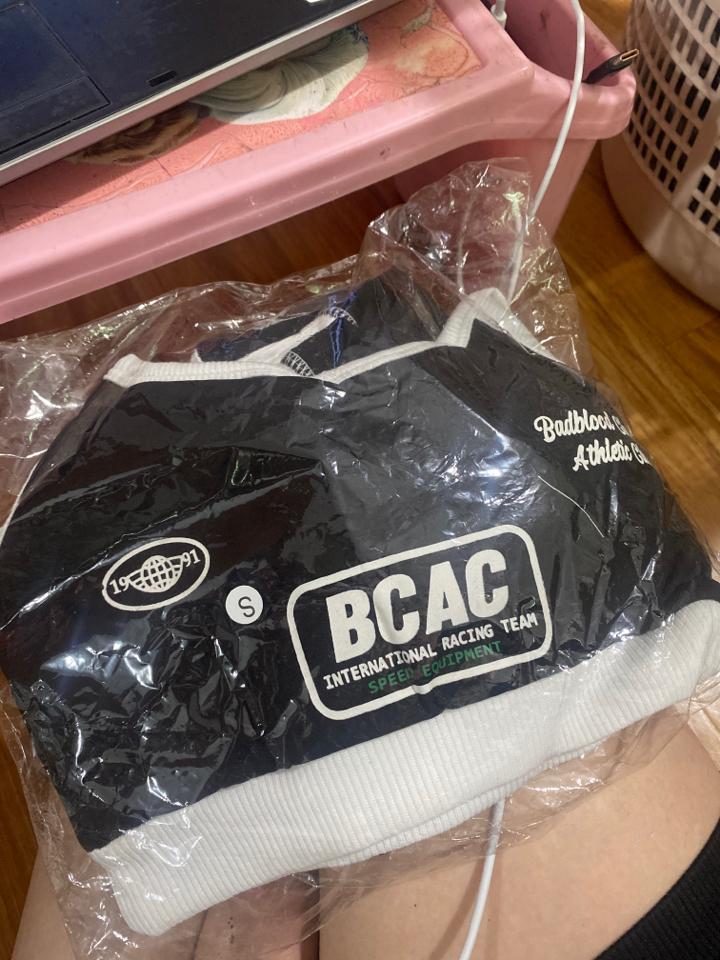 Badblood
Athletic
19 91
S
BCAC
INTERNATIONAL RACING TEAM
SPEED EQUIPMENT